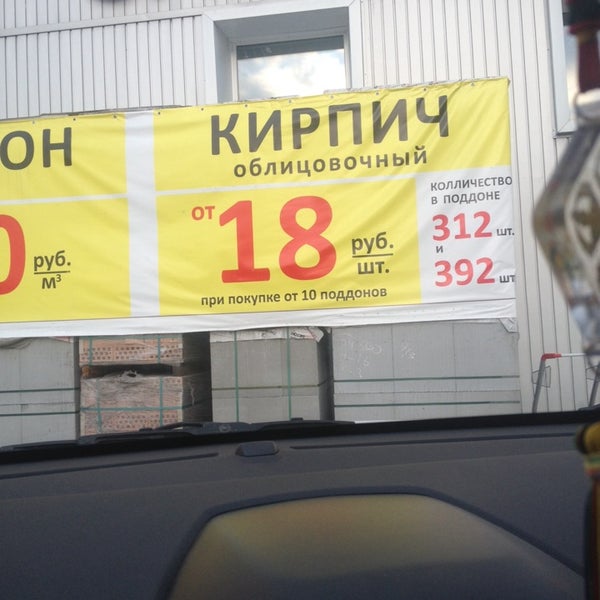 ОН
0 руб.
м³
КИРПИЧ
облицовочный
от 18 руб.
шт.
при покупке от 10 поддонов
КОЛЛИЧЕСТВО
В ПОДДОНЕ
312 шт.
и
392 шт